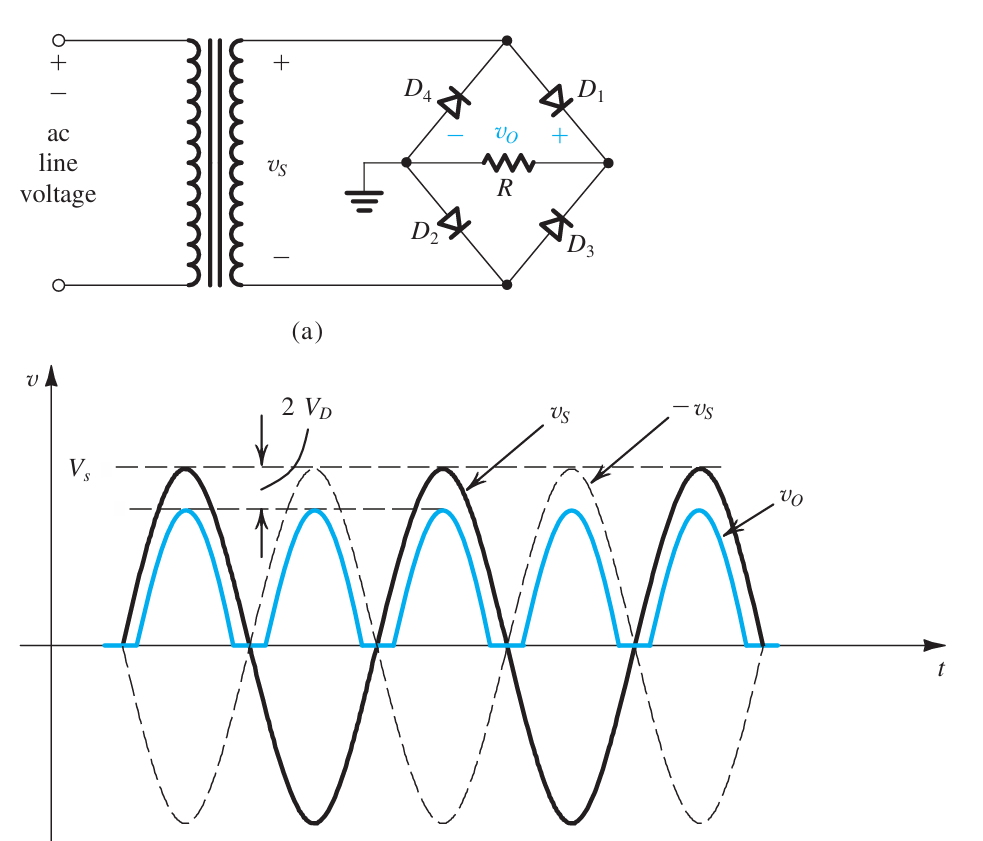 +
−
ac
line
voltage
+
v_S
−
D_4
D_1
− v_O +
R
D_2
D_3
(a)
v
2 V_D
v_S
−v_S
V_s
v_O
t